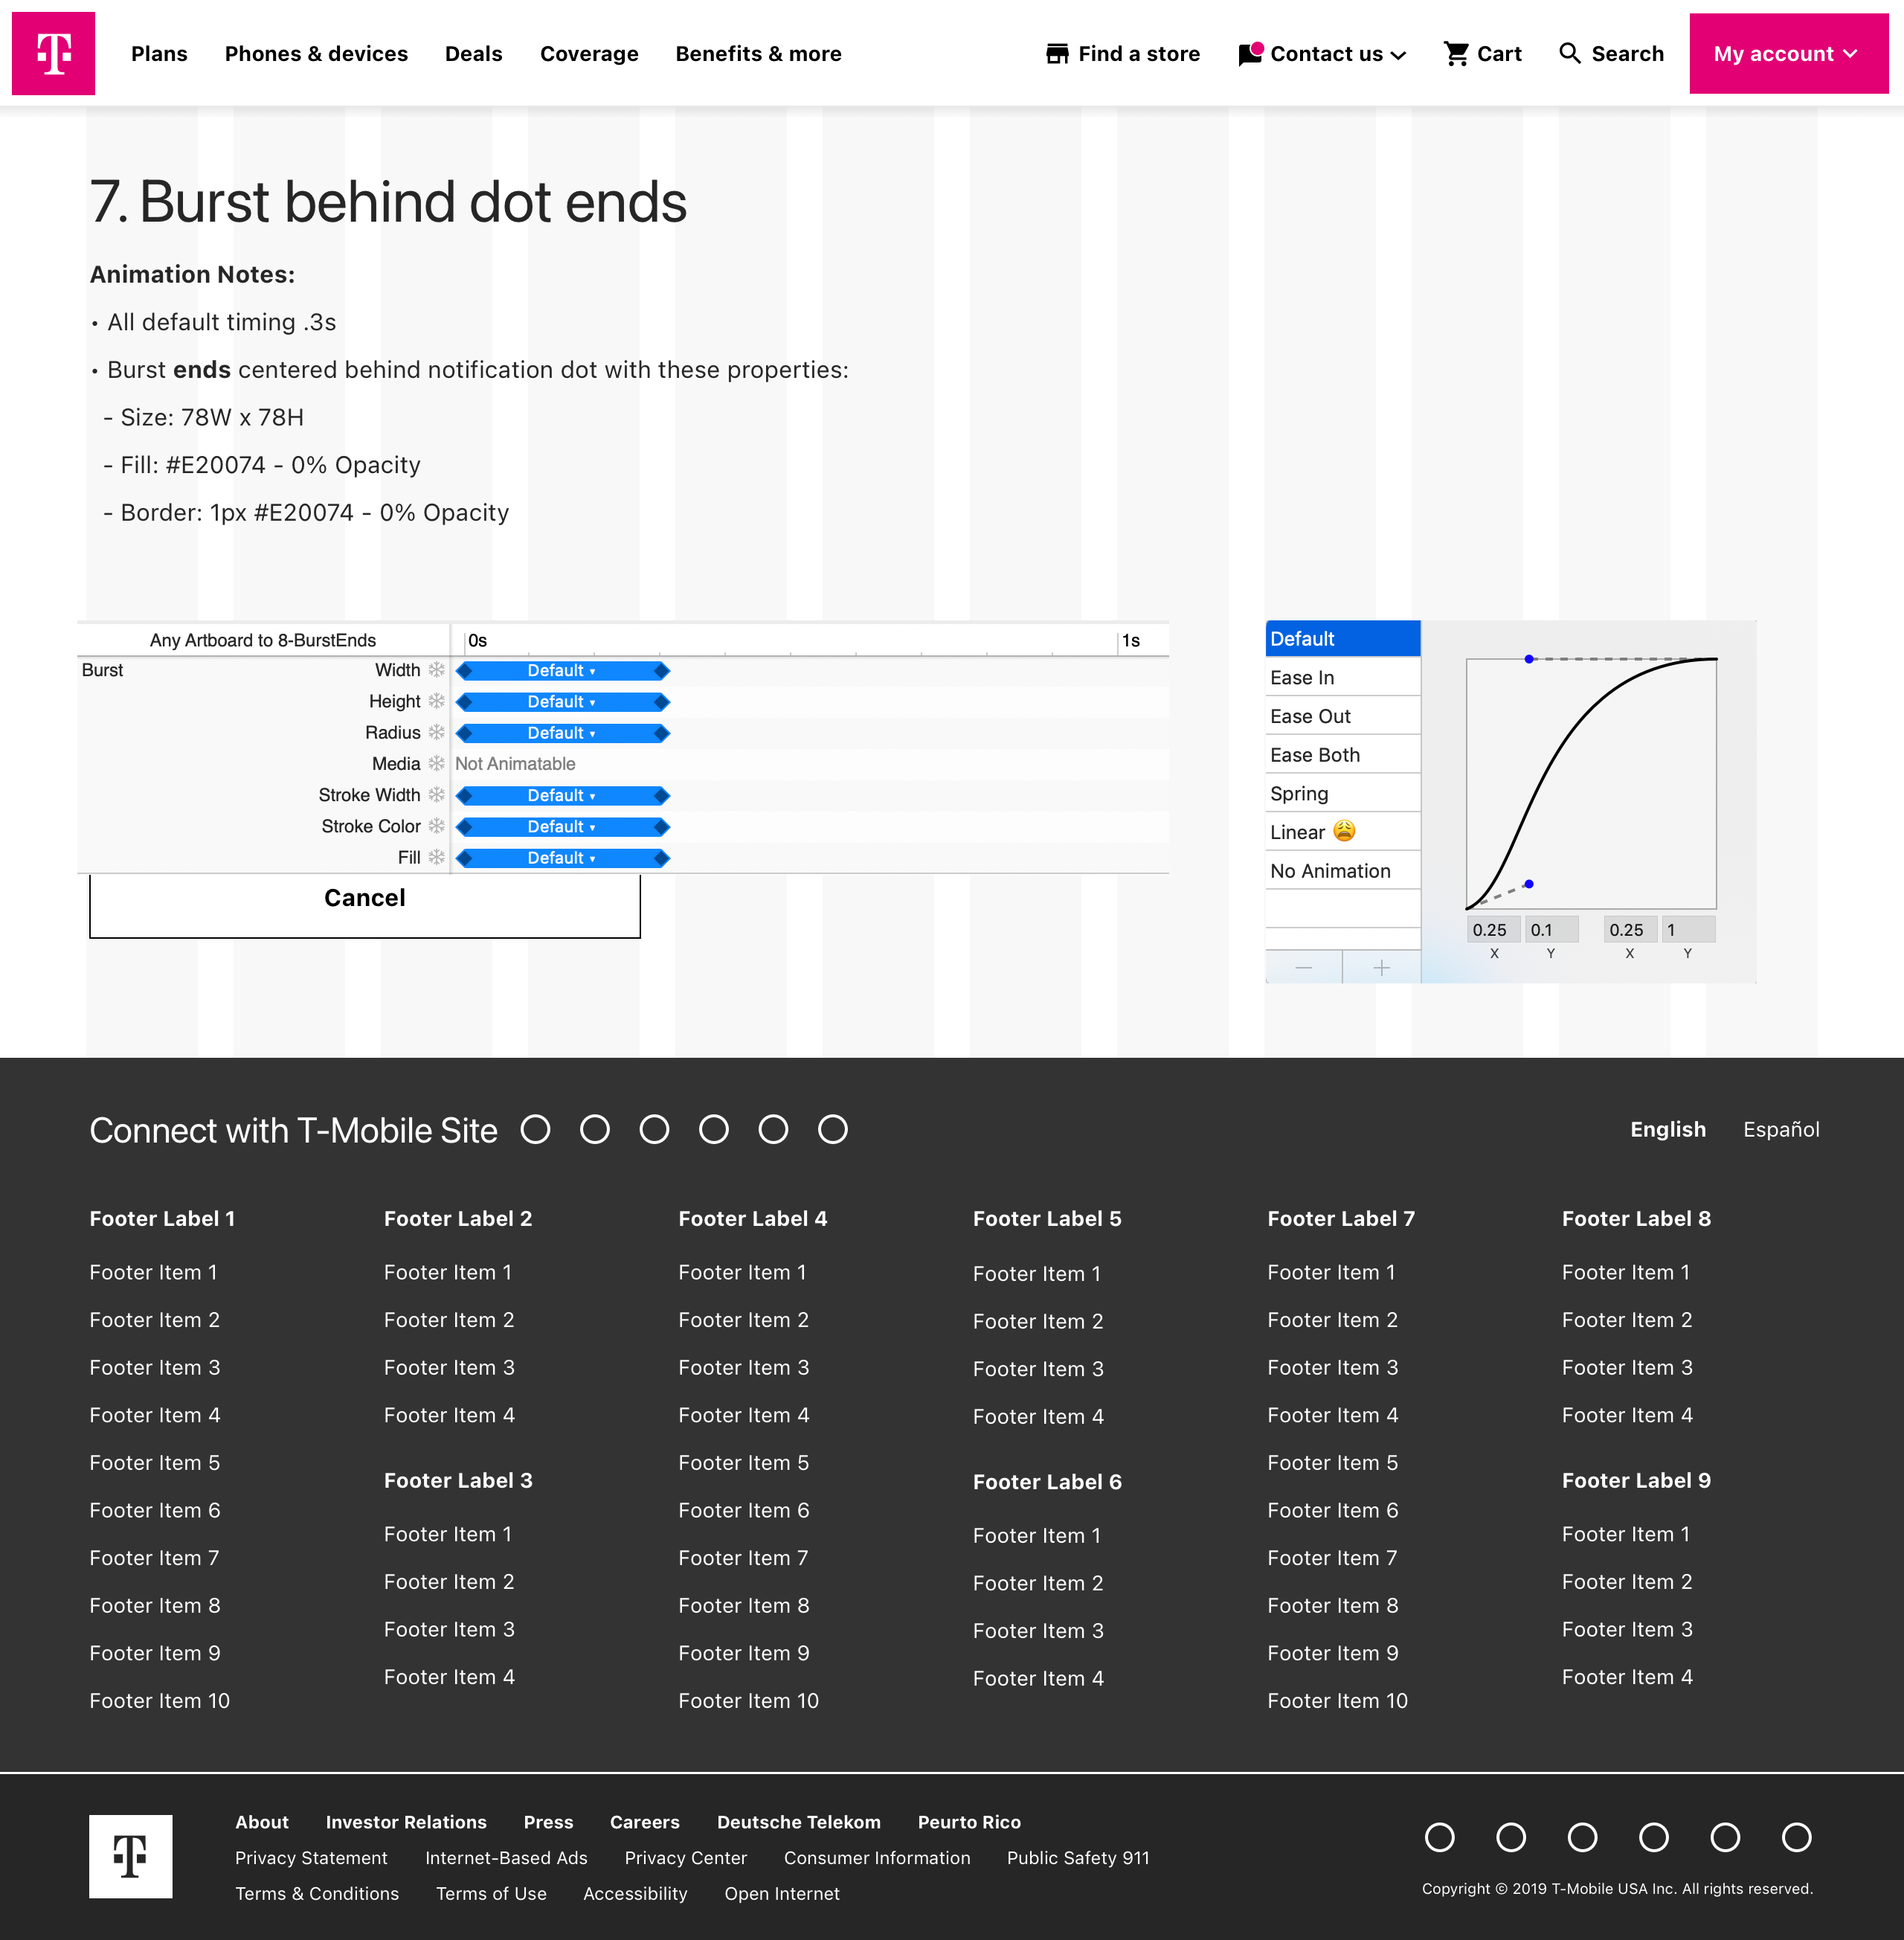 T Plans Phones & devices Deals Coverage Benefits & more Find a store Contact us Cart Search My account
7. Burst behind dot ends
Animation Notes:
• All default timing .3s
• Burst ends centered behind notification dot with these properties:
- Size: 78W x 78H
- Fill: #E20074 - 0% Opacity
- Border: 1px #E20074 - 0% Opacity
Any Artboard to 8-BurstEnds 0s 1s
Burst Width Default
Height Default
Radius Default
Media Not Animatable
Stroke Width Default
Stroke Color Default
Fill Default
Cancel
Default
Ease In
Ease Out
Ease Both
Spring
Linear 😩
No Animation
0.25 0.1 0.25 1
X Y X Y
Connect with T-Mobile Site English Español
Footer Label 1
Footer Item 1
Footer Item 2
Footer Item 3
Footer Item 4
Footer Item 5
Footer Item 6
Footer Item 7
Footer Item 8
Footer Item 9
Footer Item 10
Footer Label 2
Footer Item 1
Footer Item 2
Footer Item 3
Footer Item 4
Footer Label 3
Footer Item 1
Footer Item 2
Footer Item 3
Footer Item 4
Footer Label 4
Footer Item 1
Footer Item 2
Footer Item 3
Footer Item 4
Footer Item 5
Footer Item 6
Footer Item 7
Footer Item 8
Footer Item 9
Footer Item 10
Footer Label 5
Footer Item 1
Footer Item 2
Footer Item 3
Footer Item 4
Footer Label 6
Footer Item 1
Footer Item 2
Footer Item 3
Footer Item 4
Footer Label 7
Footer Item 1
Footer Item 2
Footer Item 3
Footer Item 4
Footer Item 5
Footer Item 6
Footer Item 7
Footer Item 8
Footer Item 9
Footer Item 10
Footer Label 8
Footer Item 1
Footer Item 2
Footer Item 3
Footer Item 4
Footer Label 9
Footer Item 1
Footer Item 2
Footer Item 3
Footer Item 4
T
About Investor Relations Press Careers Deutsche Telekom Peurto Rico
Privacy Statement Internet-Based Ads Privacy Center Consumer Information Public Safety 911
Terms & Conditions Terms of Use Accessibility Open Internet
Copyright © 2019 T-Mobile USA Inc. All rights reserved.